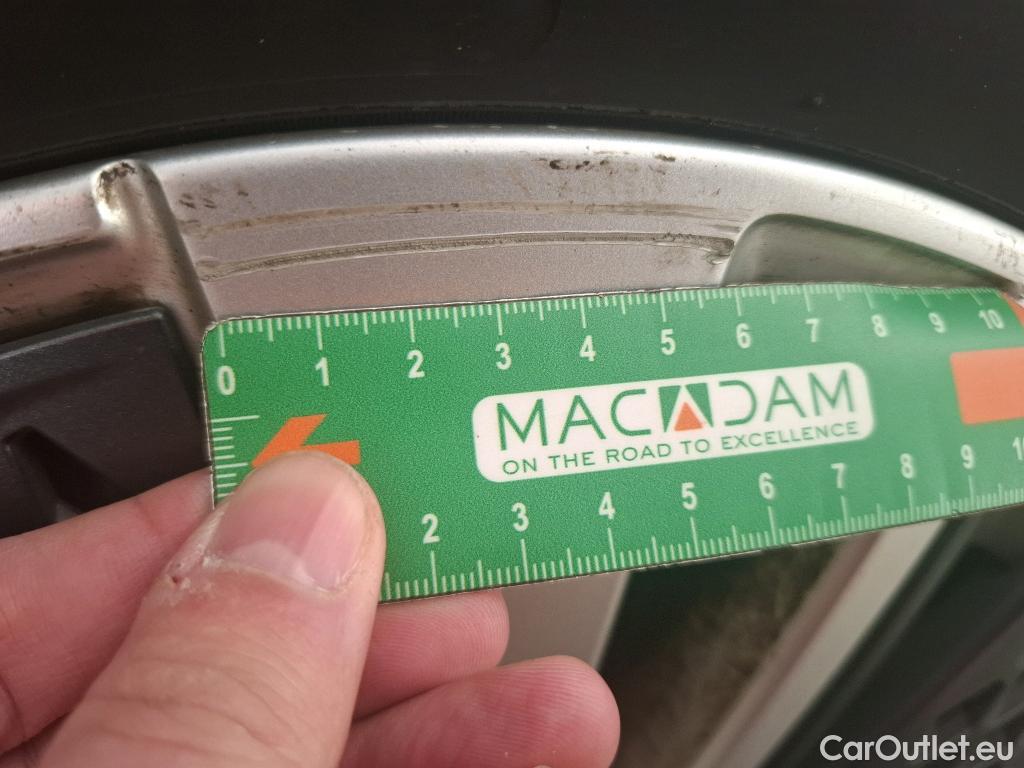 0 1 2 3 4 5 6 7 8 9 10
MACADAM
ON THE ROAD TO EXCELLENCE
2 3 4 5 6 7 8 9
CarOutlet.eu